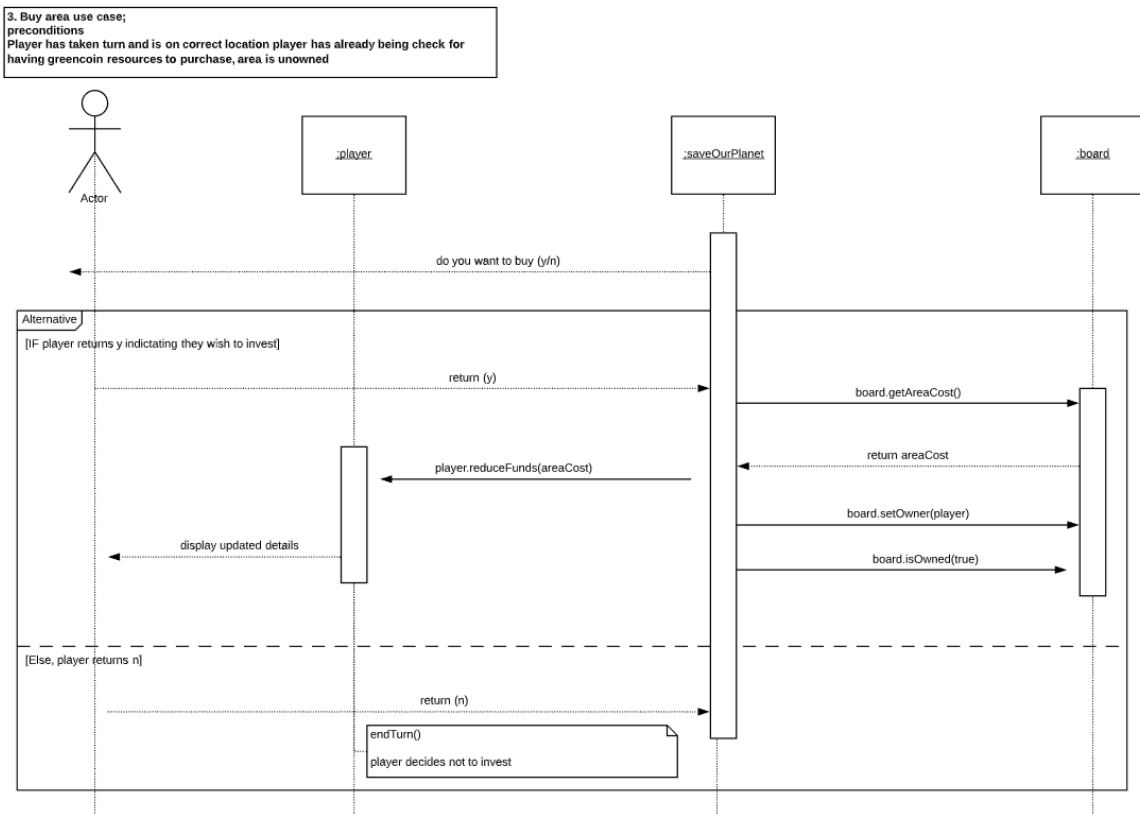 3. Buy area use case;
preconditions
Player has taken turn and is on correct location player has already being check for
having greencoin resources to purchase, area is unowned
Actor
:player
:saveOurPlanet
:board
do you want to buy (y/n)
Alternative
[IF player returns y indictating they wish to invest]
return (y)
board.getAreaCost()
return areaCost
player.reduceFunds(areaCost)
board.setOwner(player)
display updated details
board.isOwned(true)
[Else, player returns n]
return (n)
endTurn()
player decides not to invest